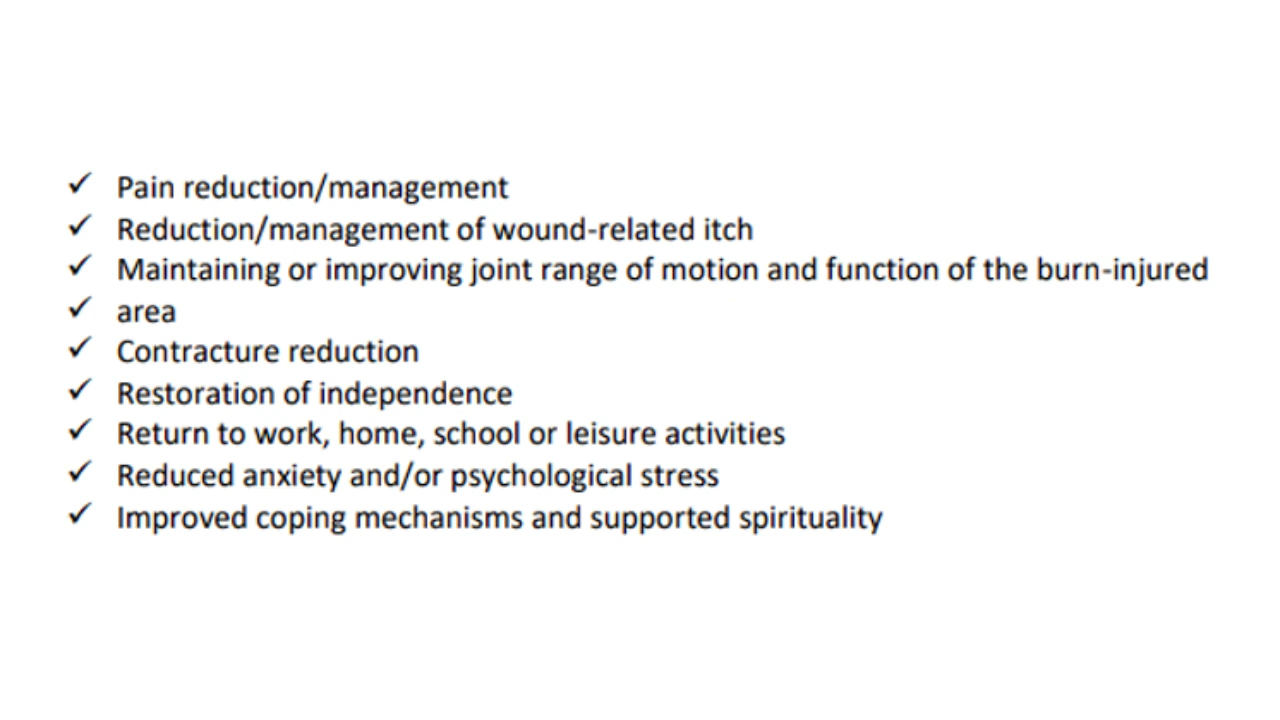 ✓ Pain reduction/management
✓ Reduction/management of wound-related itch
✓ Maintaining or improving joint range of motion and function of the burn-injured
✓ area
✓ Contracture reduction
✓ Restoration of independence
✓ Return to work, home, school or leisure activities
✓ Reduced anxiety and/or psychological stress
✓ Improved coping mechanisms and supported spirituality